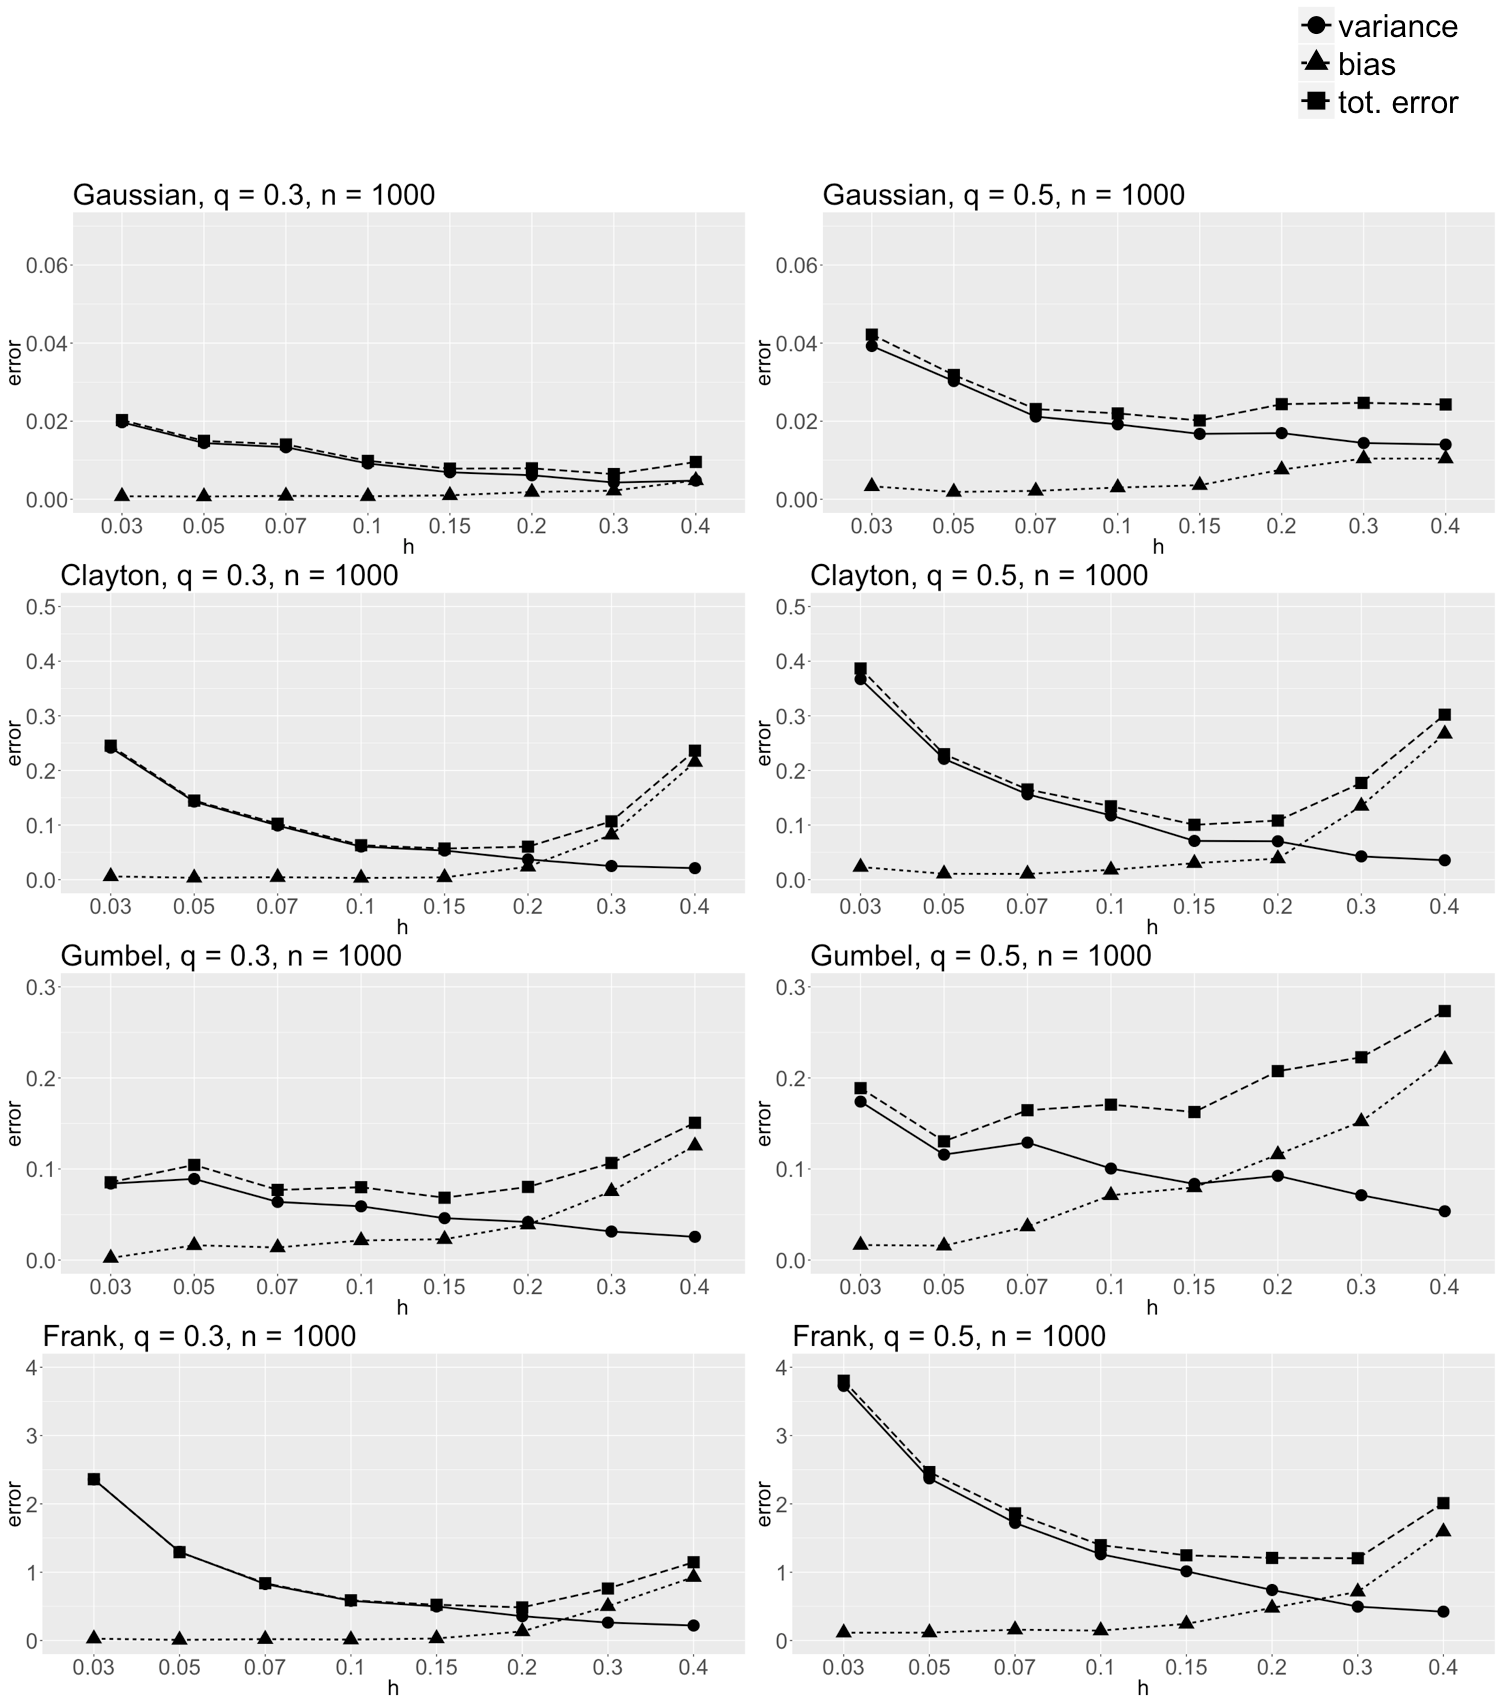 variance
bias
tot. error
Gaussian, q = 0.3, n = 1000
error
0.06
0.04
0.02
0.00
0.03 0.05 0.07 0.1 0.15 0.2 0.3 0.4
h
Gaussian, q = 0.5, n = 1000
error
0.06
0.04
0.02
0.00
0.03 0.05 0.07 0.1 0.15 0.2 0.3 0.4
h
Clayton, q = 0.3, n = 1000
error
0.5
0.4
0.3
0.2
0.1
0.0
0.03 0.05 0.07 0.1 0.15 0.2 0.3 0.4
h
Clayton, q = 0.5, n = 1000
error
0.5
0.4
0.3
0.2
0.1
0.0
0.03 0.05 0.07 0.1 0.15 0.2 0.3 0.4
h
Gumbel, q = 0.3, n = 1000
error
0.3
0.2
0.1
0.0
0.03 0.05 0.07 0.1 0.15 0.2 0.3 0.4
h
Gumbel, q = 0.5, n = 1000
error
0.3
0.2
0.1
0.0
0.03 0.05 0.07 0.1 0.15 0.2 0.3 0.4
h
Frank, q = 0.3, n = 1000
error
4
3
2
1
0
0.03 0.05 0.07 0.1 0.15 0.2 0.3 0.4
h
Frank, q = 0.5, n = 1000
error
4
3
2
1
0
0.03 0.05 0.07 0.1 0.15 0.2 0.3 0.4
h